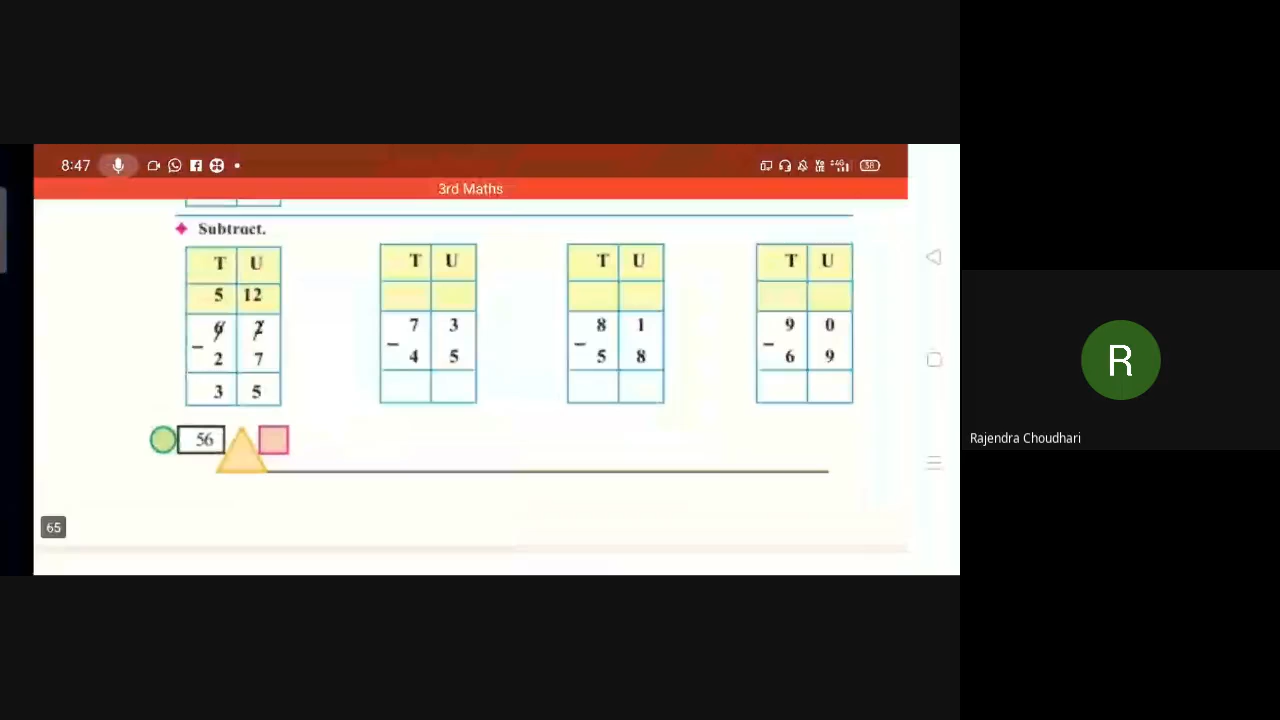 8:47
3rd Maths
Subtract.
T U T U T U T U
5 12
6 2 7 3 8 1 9 0
− 2 7 − 4 5 − 5 8 − 6 9
3 5
56
65
R
Rajendra Choudhari